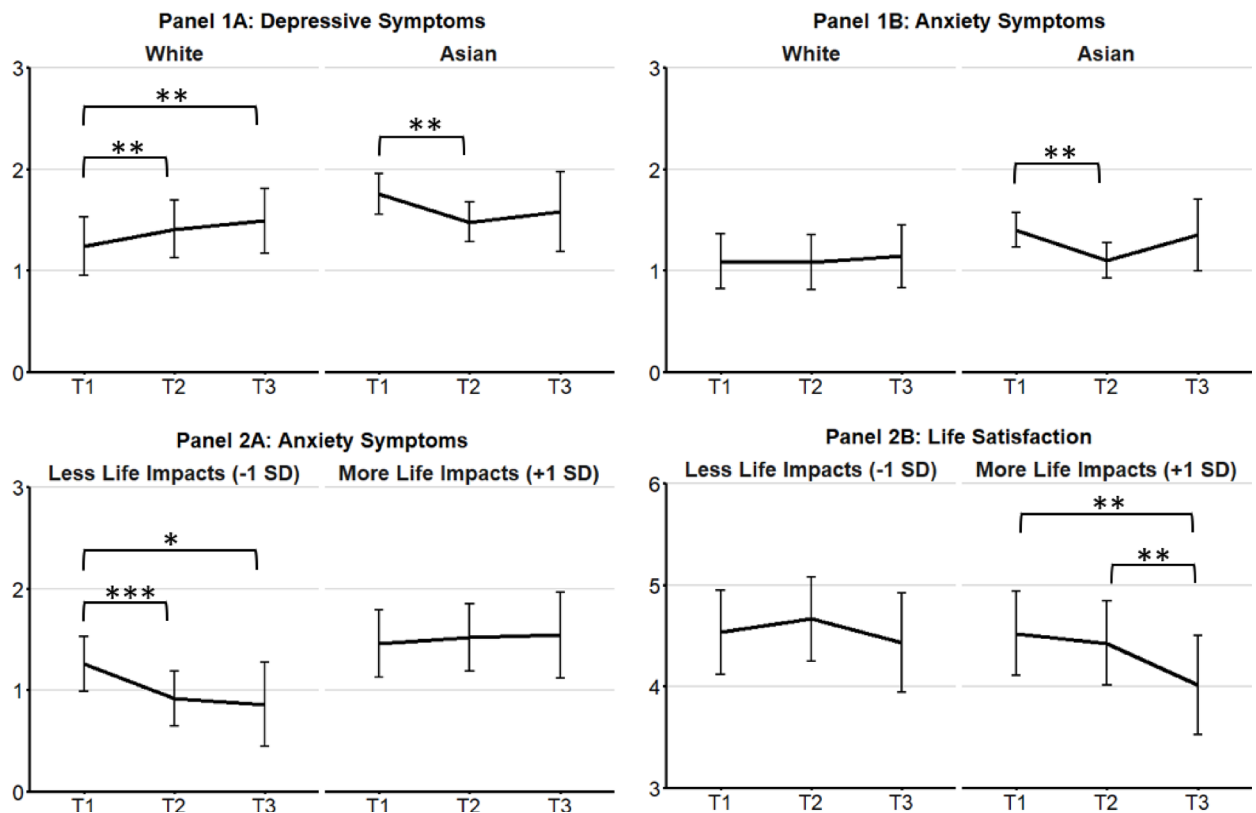 Panel 1A: Depressive Symptoms
White Asian
3
**
**
**
2
1
0
T1 T2 T3 T1 T2 T3
Panel 1B: Anxiety Symptoms
White Asian
3
**
2
1
0
T1 T2 T3 T1 T2 T3
Panel 2A: Anxiety Symptoms
Less Life Impacts (-1 SD) More Life Impacts (+1 SD)
3
*
***
2
1
0
T1 T2 T3 T1 T2 T3
Panel 2B: Life Satisfaction
Less Life Impacts (-1 SD) More Life Impacts (+1 SD)
6
**
**
5
4
3
T1 T2 T3 T1 T2 T3